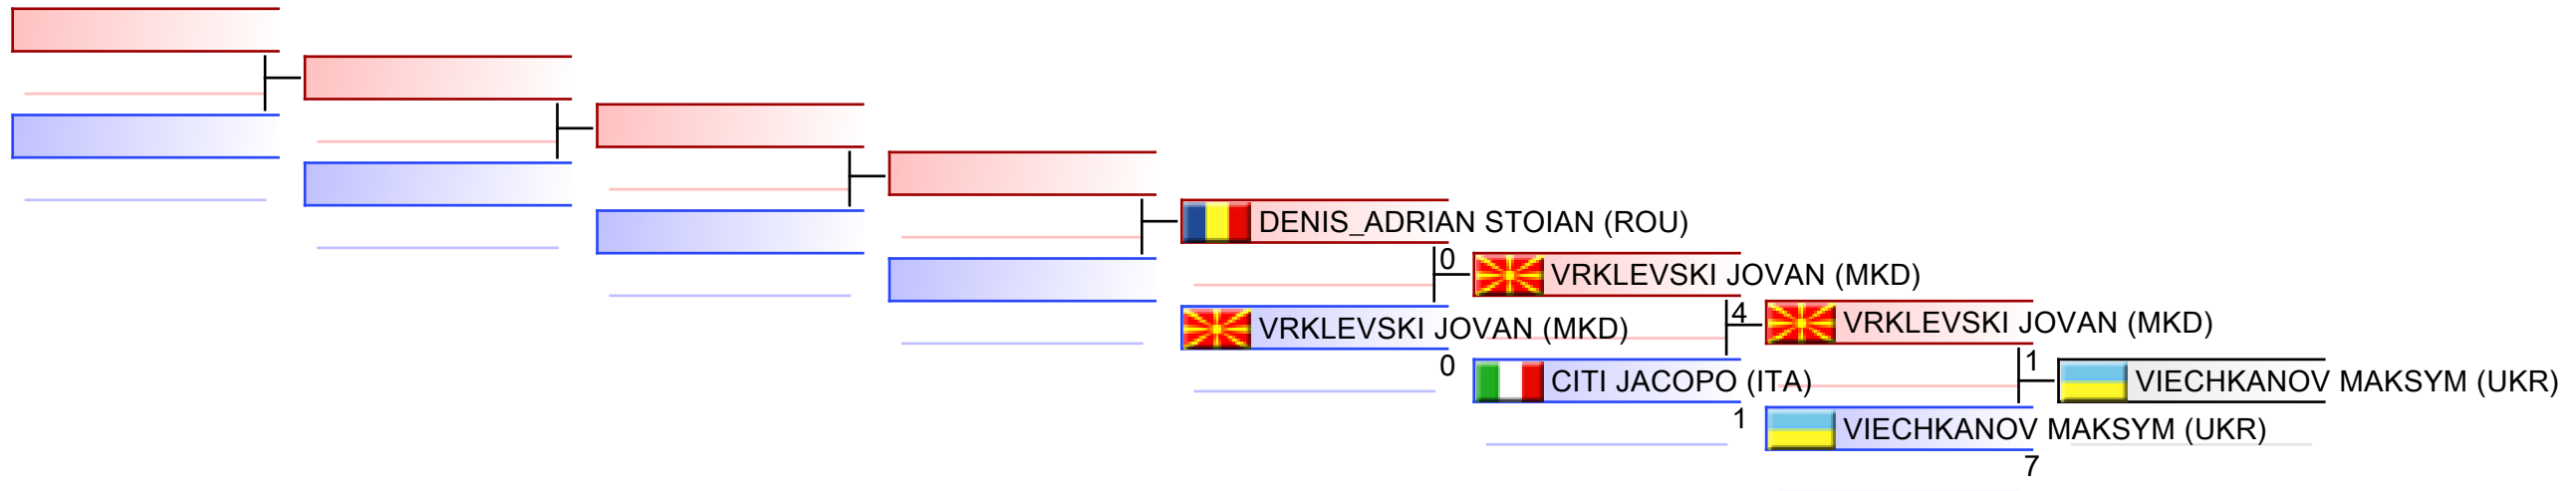 DENIS_ADRIAN STOIAN (ROU)
0
VRKLEVSKI JOVAN (MKD)
VRKLEVSKI JOVAN (MKD)
0
4
VRKLEVSKI JOVAN (MKD)
CITI JACOPO (ITA)
1
1
VIECHKANOV MAKSYM (UKR)
VIECHKANOV MAKSYM (UKR)
7